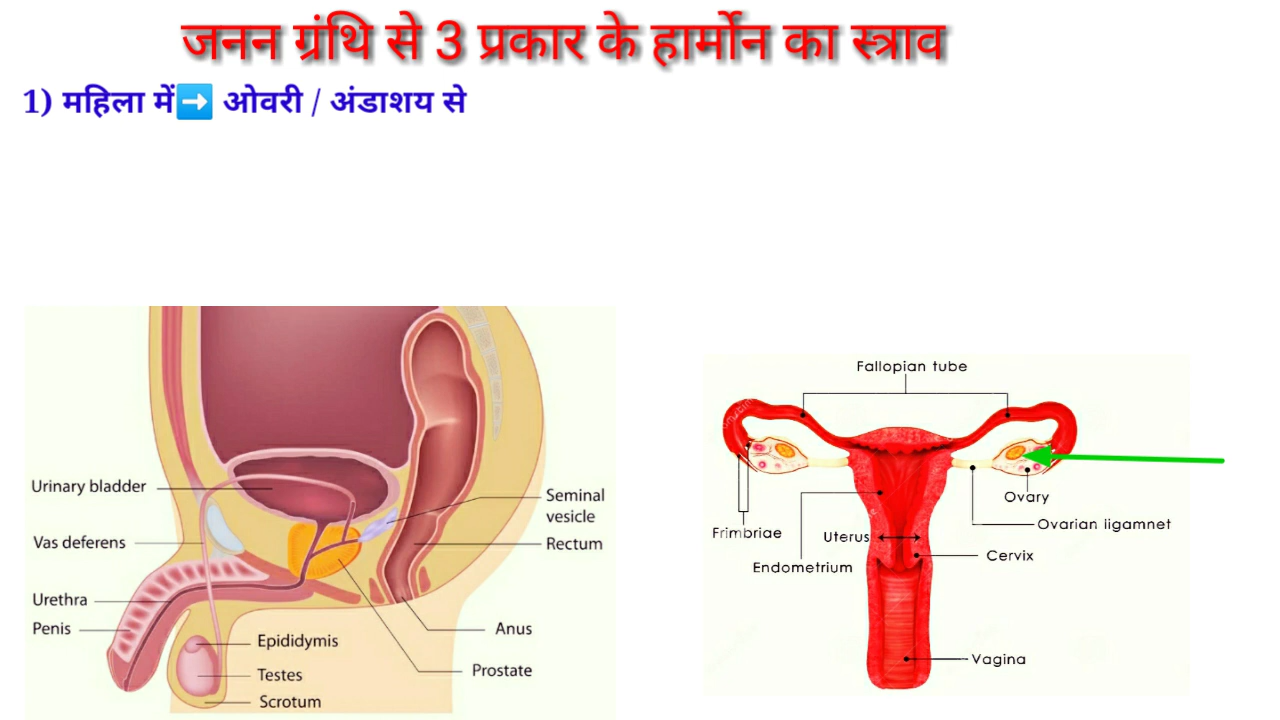 जनन ग्रंथि से 3 प्रकार के हार्मोन का स्त्राव
1) महिला में➡ ओवरी / अंडाशय से
Urinary bladder
Vas deferens
Urethra
Penis
Epididymis
Testes
Scrotum
Seminal
vesicle
Rectum
Anus
Prostate
Fallopian tube
Ovary
Ovarian iigamnet
Frimbriae
Uterus
Cervix
Endometrium
Vagina